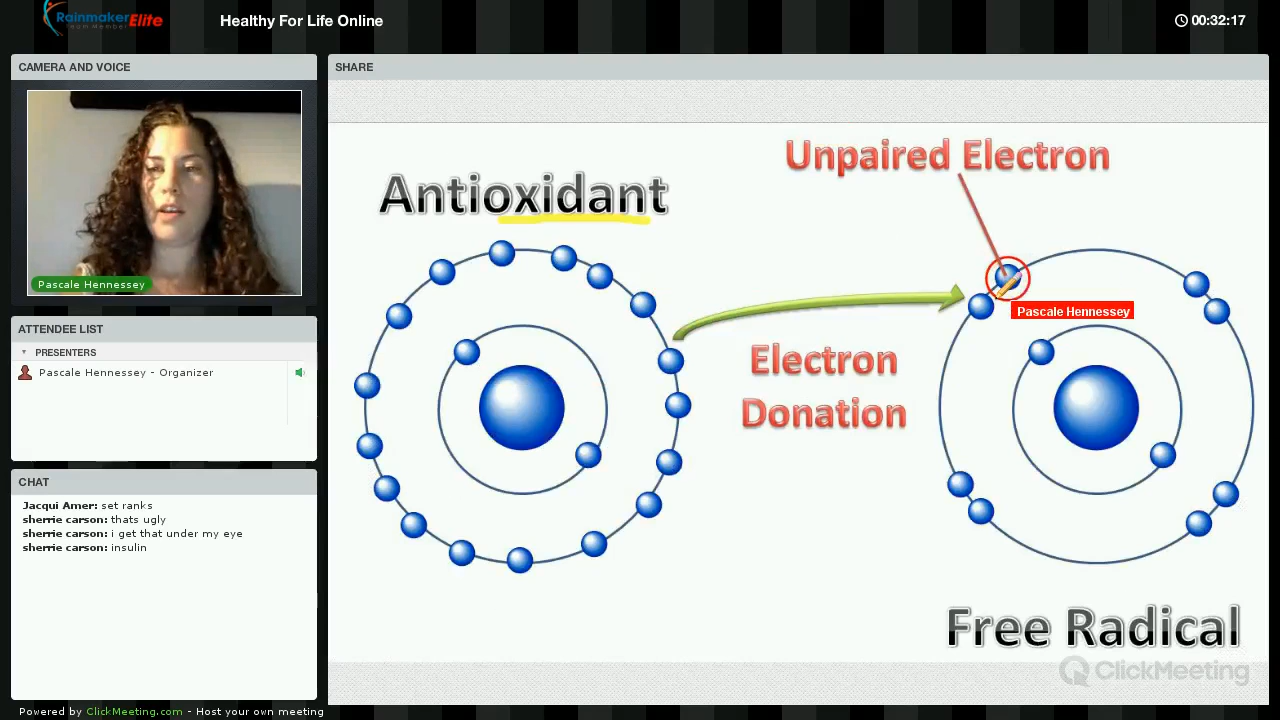 RainmakerElite
Team Member
Healthy For Life Online
00:32:17
CAMERA AND VOICE
Pascale Hennessey
ATTENDEE LIST
PRESENTERS
Pascale Hennessey - Organizer
CHAT
Jacqui Amer: set ranks
sherrie carson: thats ugly
sherrie carson: i get that under my eye
sherrie carson: insulin
Powered by ClickMeeting.com - Host your own meeting
SHARE
Unpaired Electron
Antioxidant
Pascale Hennessey
Electron
Donation
Free Radical
ClickMeeting